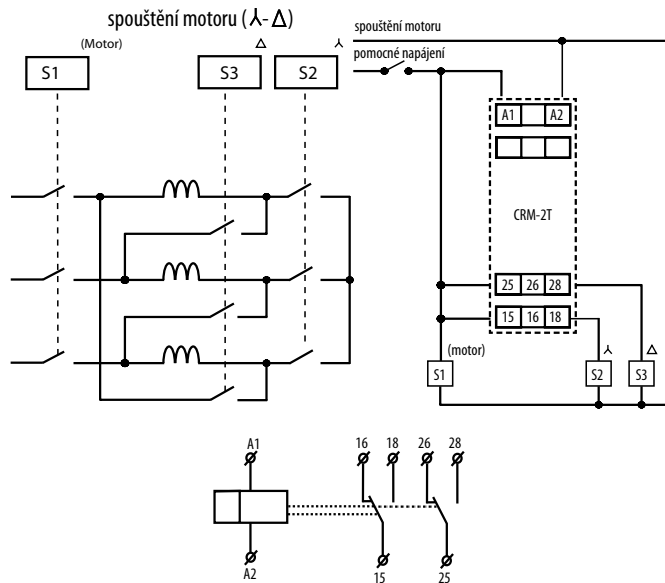 spouštění motoru (⅄-Δ)
(Motor)
S1
S3
Δ
S2
⅄
spouštění motoru
pomocné napájení
A1
A2
CRM-2T
25 26 28
15 16 18
(motor)
S1
S2
⅄
S3
Δ
A1
16 18 26 28
A2
15
25